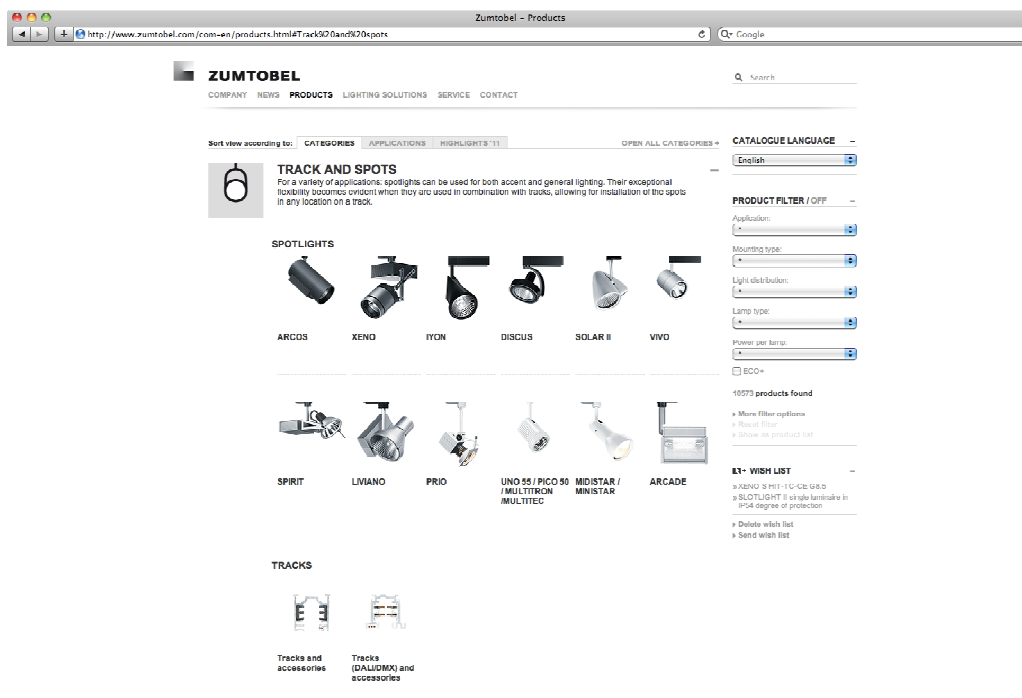 Zumtobel – Products
http://www.zumtobel.com/com-en/products.html#Track%20and%20spots
Google
ZUMTOBEL
Search
COMPANY NEWS PRODUCTS LIGHTING SOLUTIONS SERVICE CONTACT
Sort view according to: CATEGORIES APPLICATIONS HIGHLIGHTS '11 OPEN ALL CATEGORIES +
TRACK AND SPOTS
For a variety of applications: spotlights can be used for both accent and general lighting. Their exceptional
flexibility becomes evident when they are used in combination with tracks, allowing for installation of the spots
in any location on a track.
SPOTLIGHTS
ARCOS XENO IYON DISCUS SOLAR II VIVO
SPIRIT LIVIANO PRIO UNO 55 / PICO 50 MIDISTAR / ARCADE
/ MULTITRON MINISTAR
/MULTITEC
TRACKS
Tracks and Tracks
accessories (DALI/DMX) and
accessories
CATALOGUE LANGUAGE –
English
PRODUCT FILTER / OFF –
Application:
*
Mounting type:
*
Light distribution:
*
Lamp type:
*
Power per lamp:
*
ECO+
10573 products found
More filter options
Reset filter
Show as product list
WISH LIST –
XENO S HIT-TC-CE G8.5
SLOTLIGHT II single luminaire in
IP54 degree of protection
Delete wish list
Send wish list